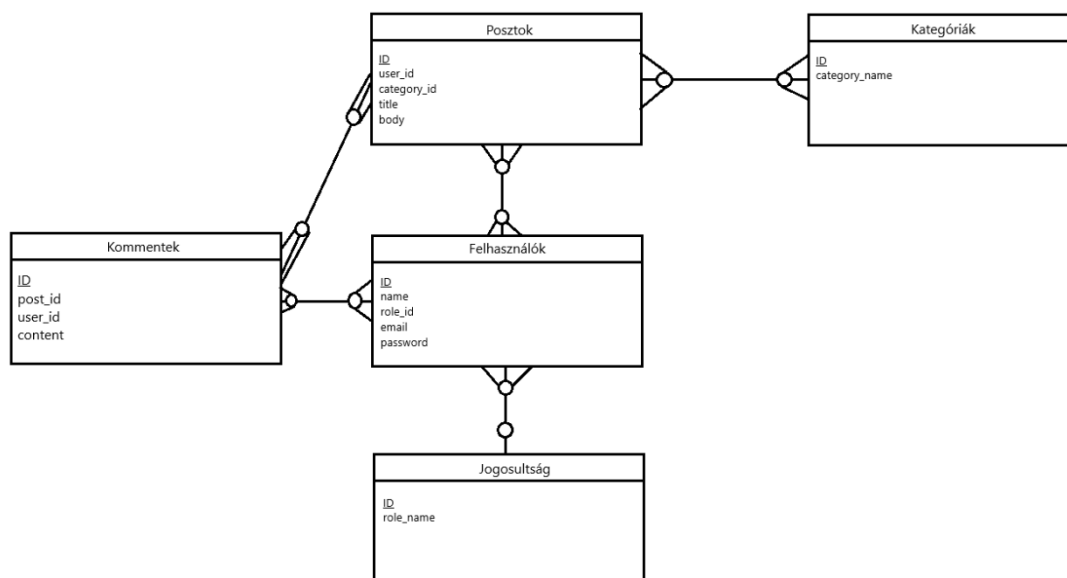 Posztok
ID
user_id
category_id
title
body
Kategóriák
ID
category_name
Kommentek
ID
post_id
user_id
content
Felhasználók
ID
name
role_id
email
password
Jogosultság
ID
role_name